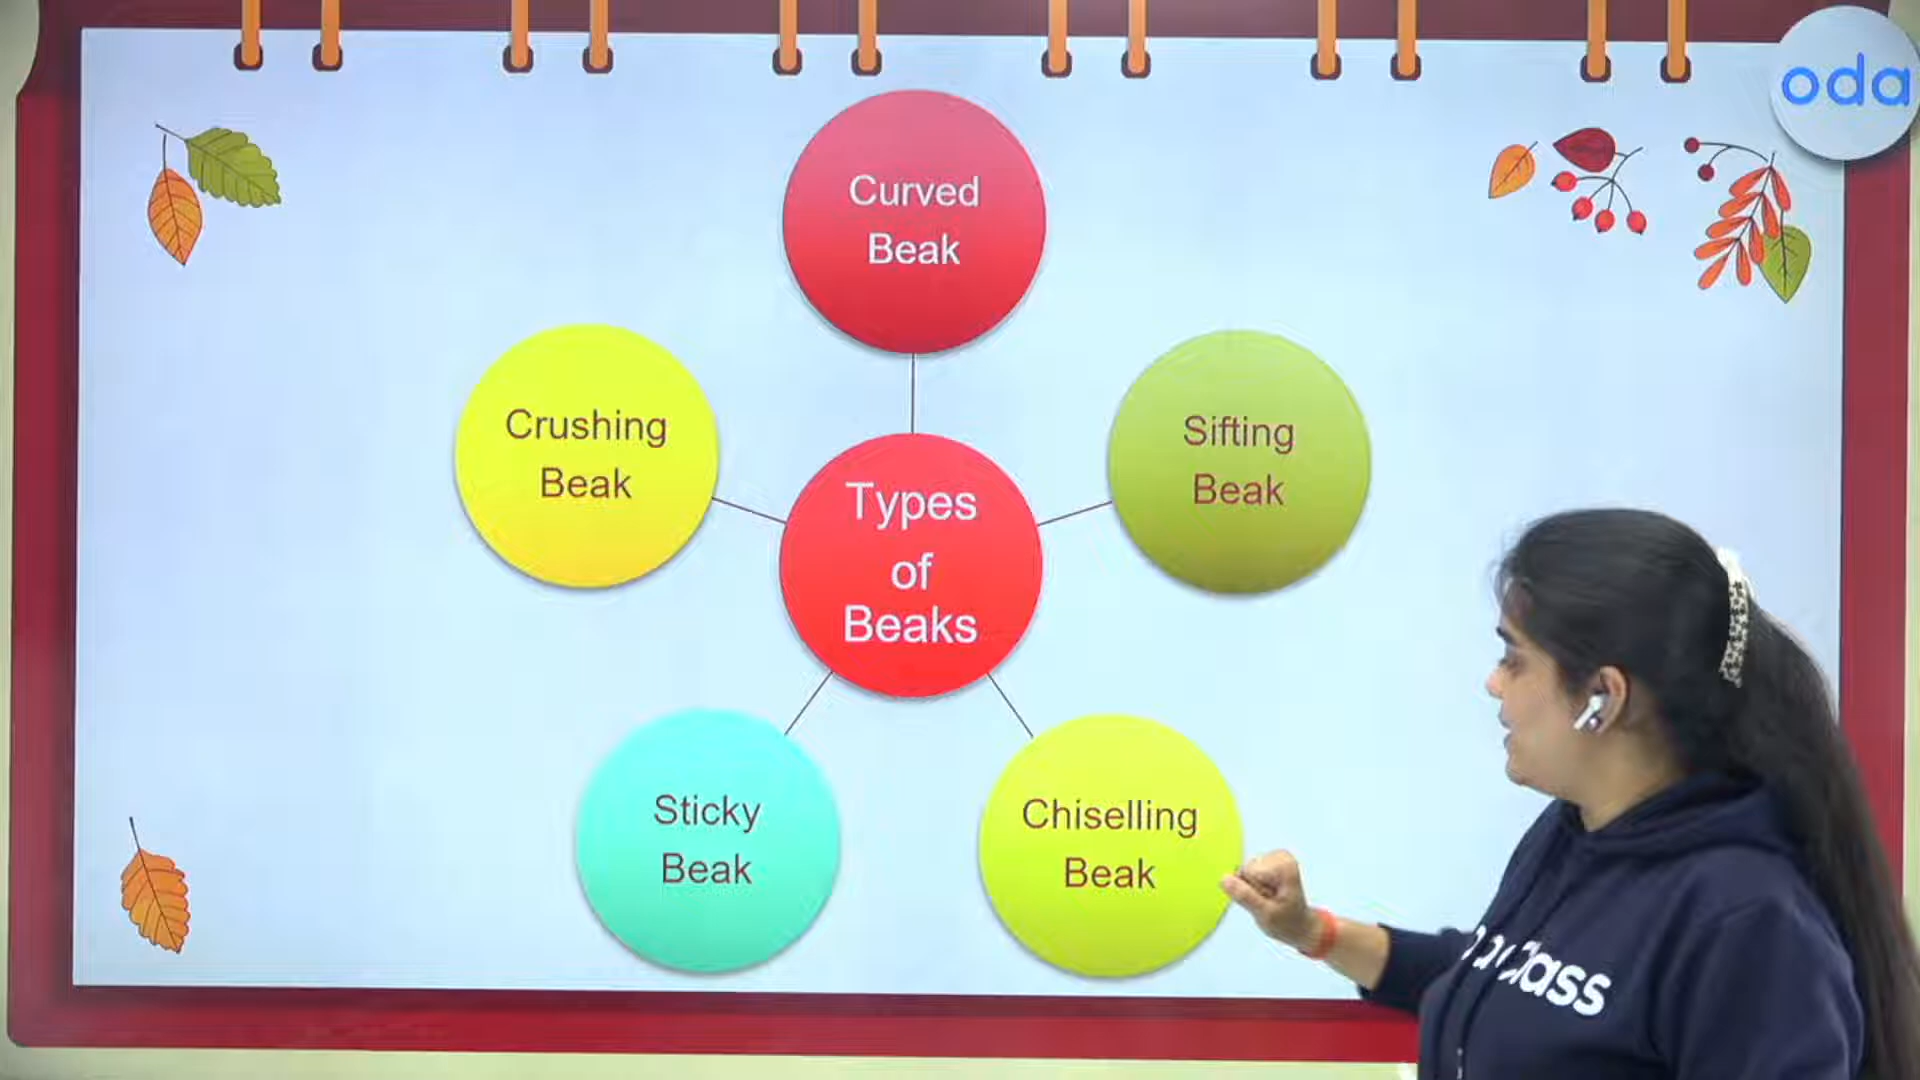 oda
Curved
Beak
Crushing
Beak
Sifting
Beak
Types
of
Beaks
Sticky
Beak
Chiselling
Beak